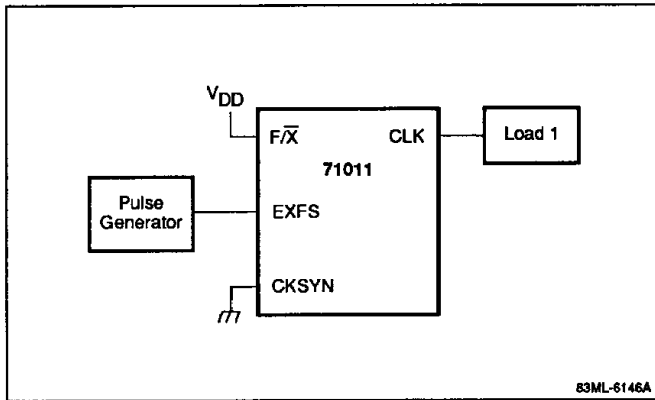 VDD
F/X̅ CLK
71011
Load 1
Pulse
Generator
EXFS
CKSYN
83ML-6146A